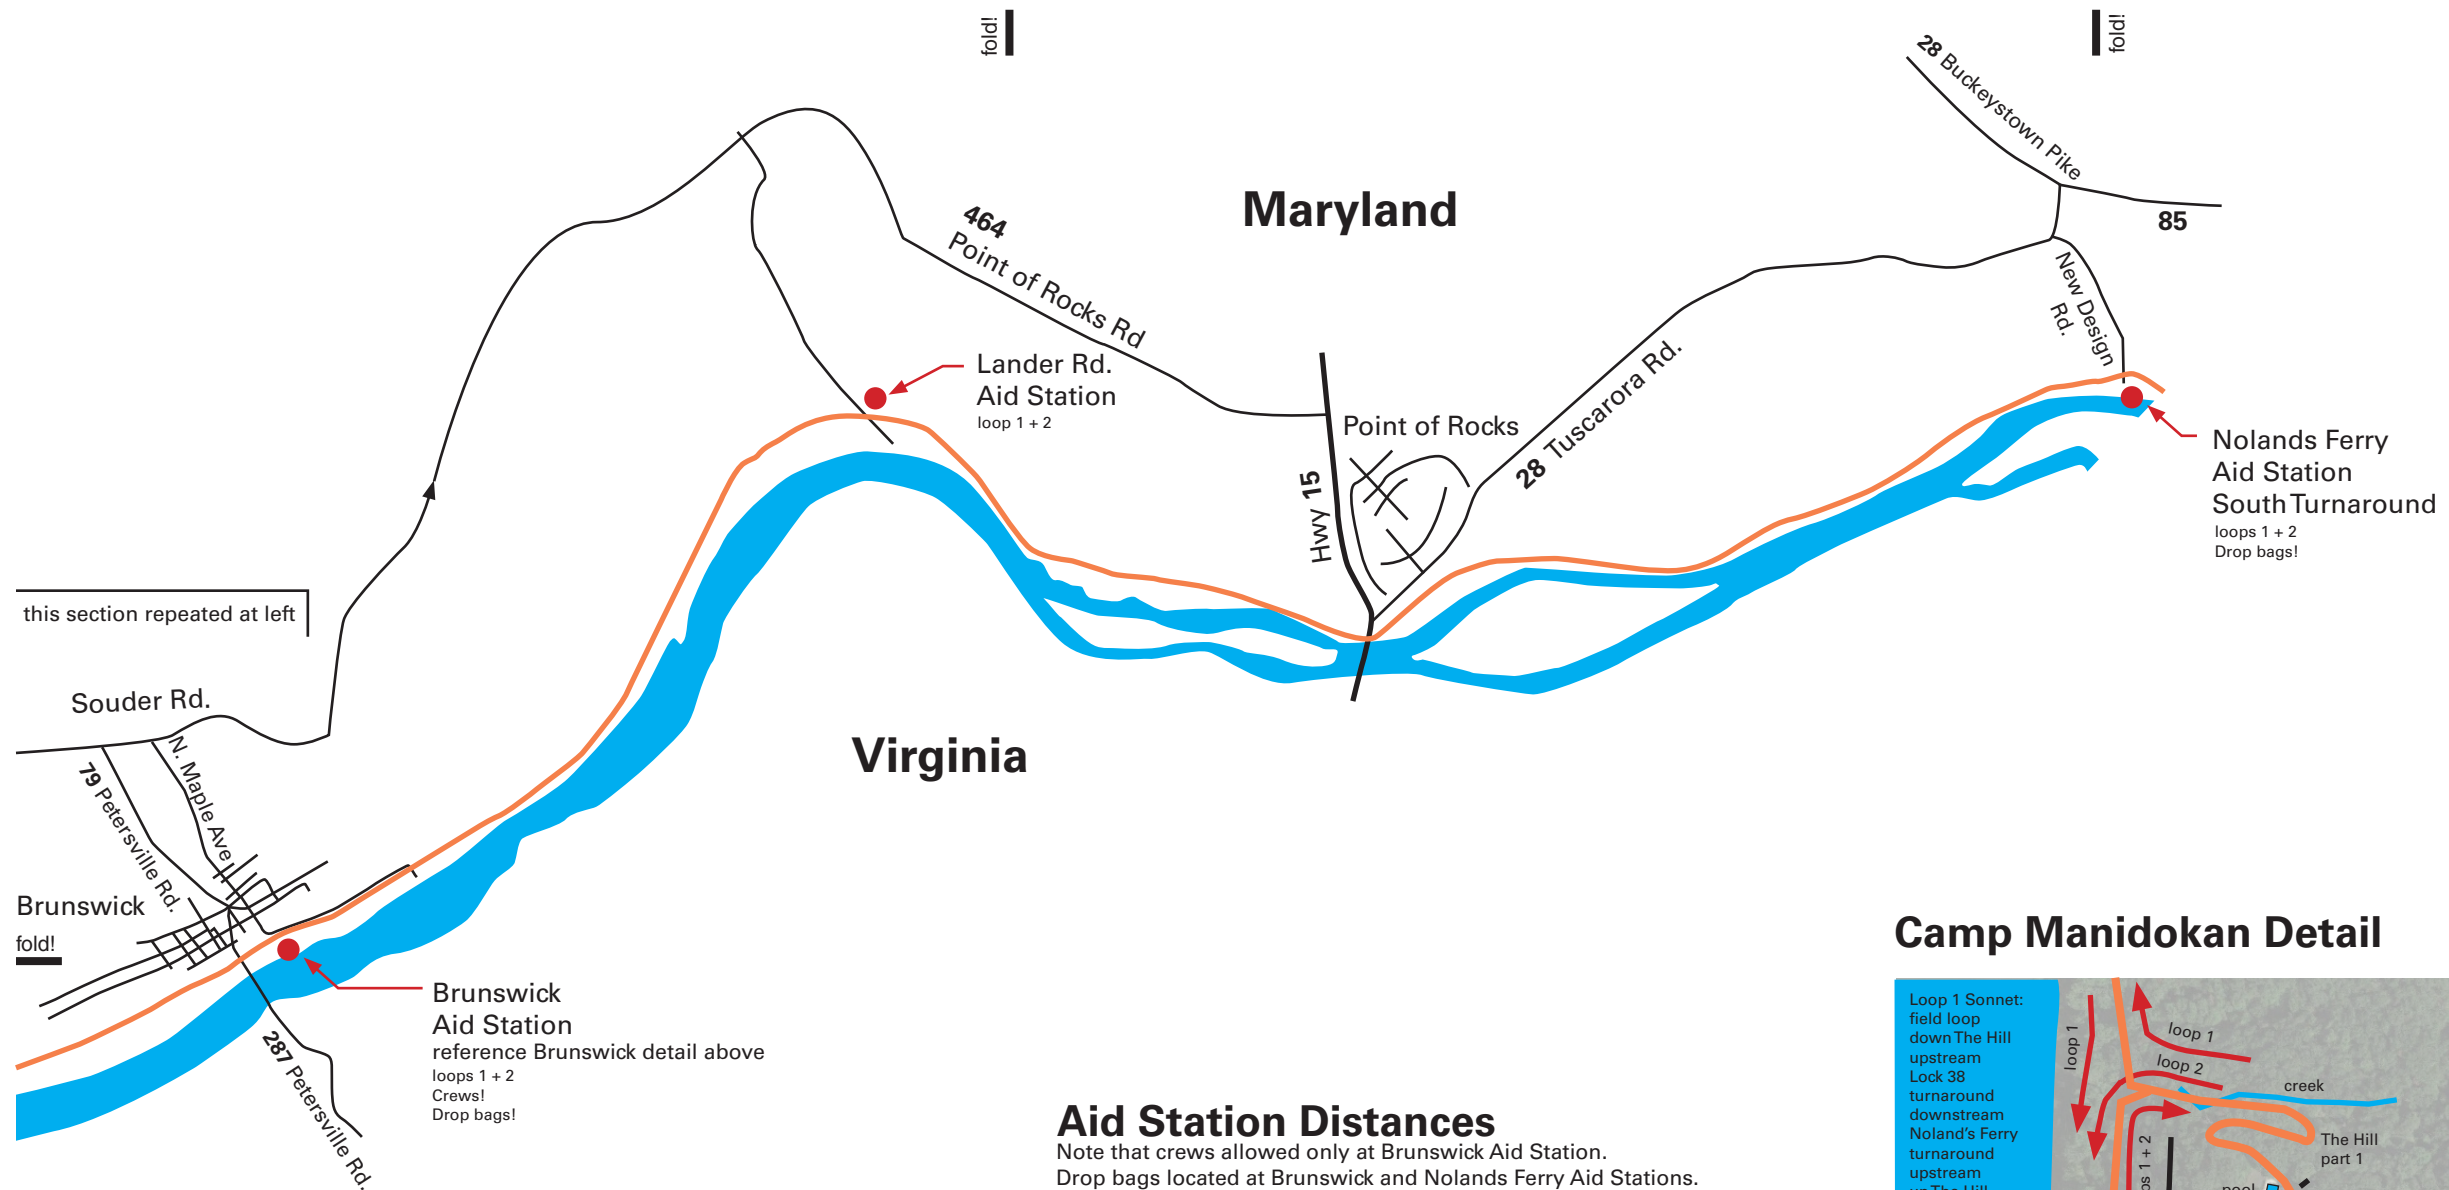 fold!
fold!
28 Buckeystown Pike
85
Maryland
464
Point of Rocks Rd
New Design
Rd.
Lander Rd.
Aid Station
loop 1 + 2
Point of Rocks
Hwy 15
28 Tuscarora Rd.
Nolands Ferry
Aid Station
South Turnaround
loops 1 + 2
Drop bags!
this section repeated at left
Souder Rd.
N. Maple Ave
79 Petersville Rd.
Virginia
Brunswick
fold!
Brunswick
Aid Station
reference Brunswick detail above
loops 1 + 2
Crews!
Drop bags!
287 Petersville Rd.
Aid Station Distances
Note that crews allowed only at Brunswick Aid Station.
Drop bags located at Brunswick and Nolands Ferry Aid Stations.
Camp Manidokan Detail
Loop 1 Sonnet:
field loop
down The Hill
upstream
Lock 38
turnaround
downstream
Noland's Ferry
turnaround
upstream
up The Hill
loop 1
loop 1
loop 2
creek
The Hill
part 1
1 + 2
pool